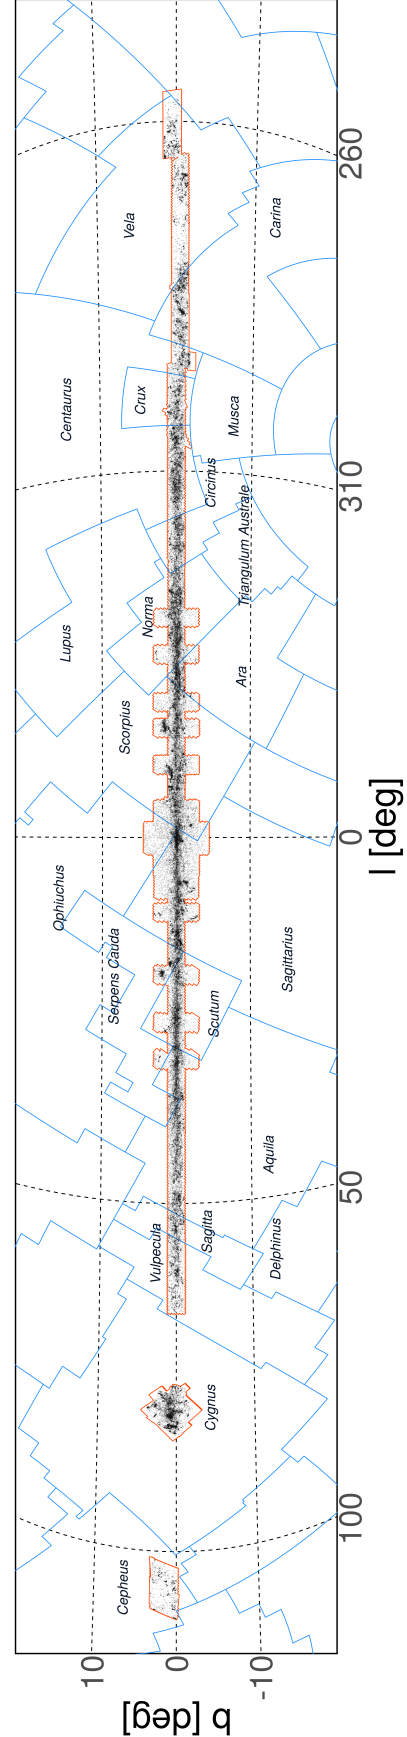 Ophiuchus
Lupus
Centaurus
Serpens Cauda
Cepheus
Scorpius
Vela
Crux
Norma
Vulpecula
Cygnus
Sagitta
Scutum
Circinus
Musca
Ara
Triangulum Australe
Aquila
Delphinus
Carina
Sagittarius
b [deg]
10
0
-10
100
50
0
310
260
l [deg]